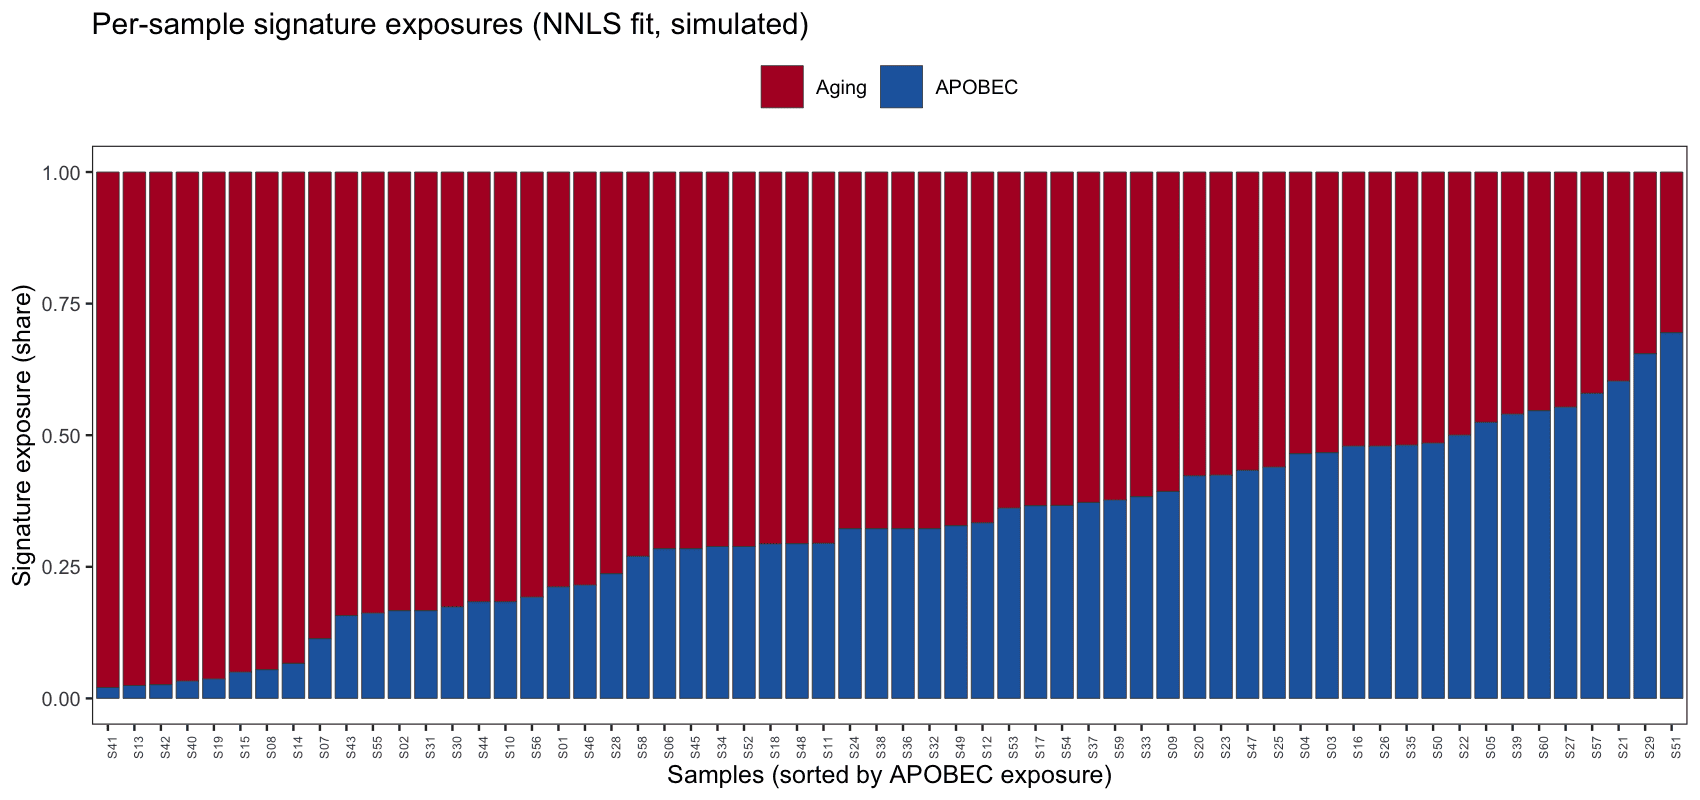 Per-sample signature exposures (NNLS fit, simulated)
Aging APOBEC
Signature exposure (share)
1.00
0.75
0.50
0.25
0.00
S41 S13 S42 S40 S19 S15 S08 S14 S07 S43 S55 S02 S31 S30 S44 S10 S56 S01 S46 S28 S58 S06 S45 S34 S52 S18 S48 S11 S24 S38 S36 S32 S49 S12 S53 S17 S54 S37 S59 S33 S09 S20 S23 S47 S25 S04 S03 S16 S26 S35 S50 S22 S05 S39 S60 S27 S57 S21 S29 S51
Samples (sorted by APOBEC exposure)